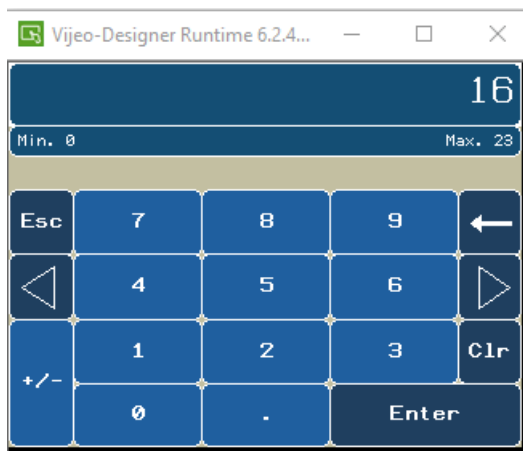 Vijeo-Designer Runtime 6.2.4...
16
Min. 0 Max. 23
Esc 7 8 9
4 5 6
1 2 3 Clr
+/-
0 . Enter